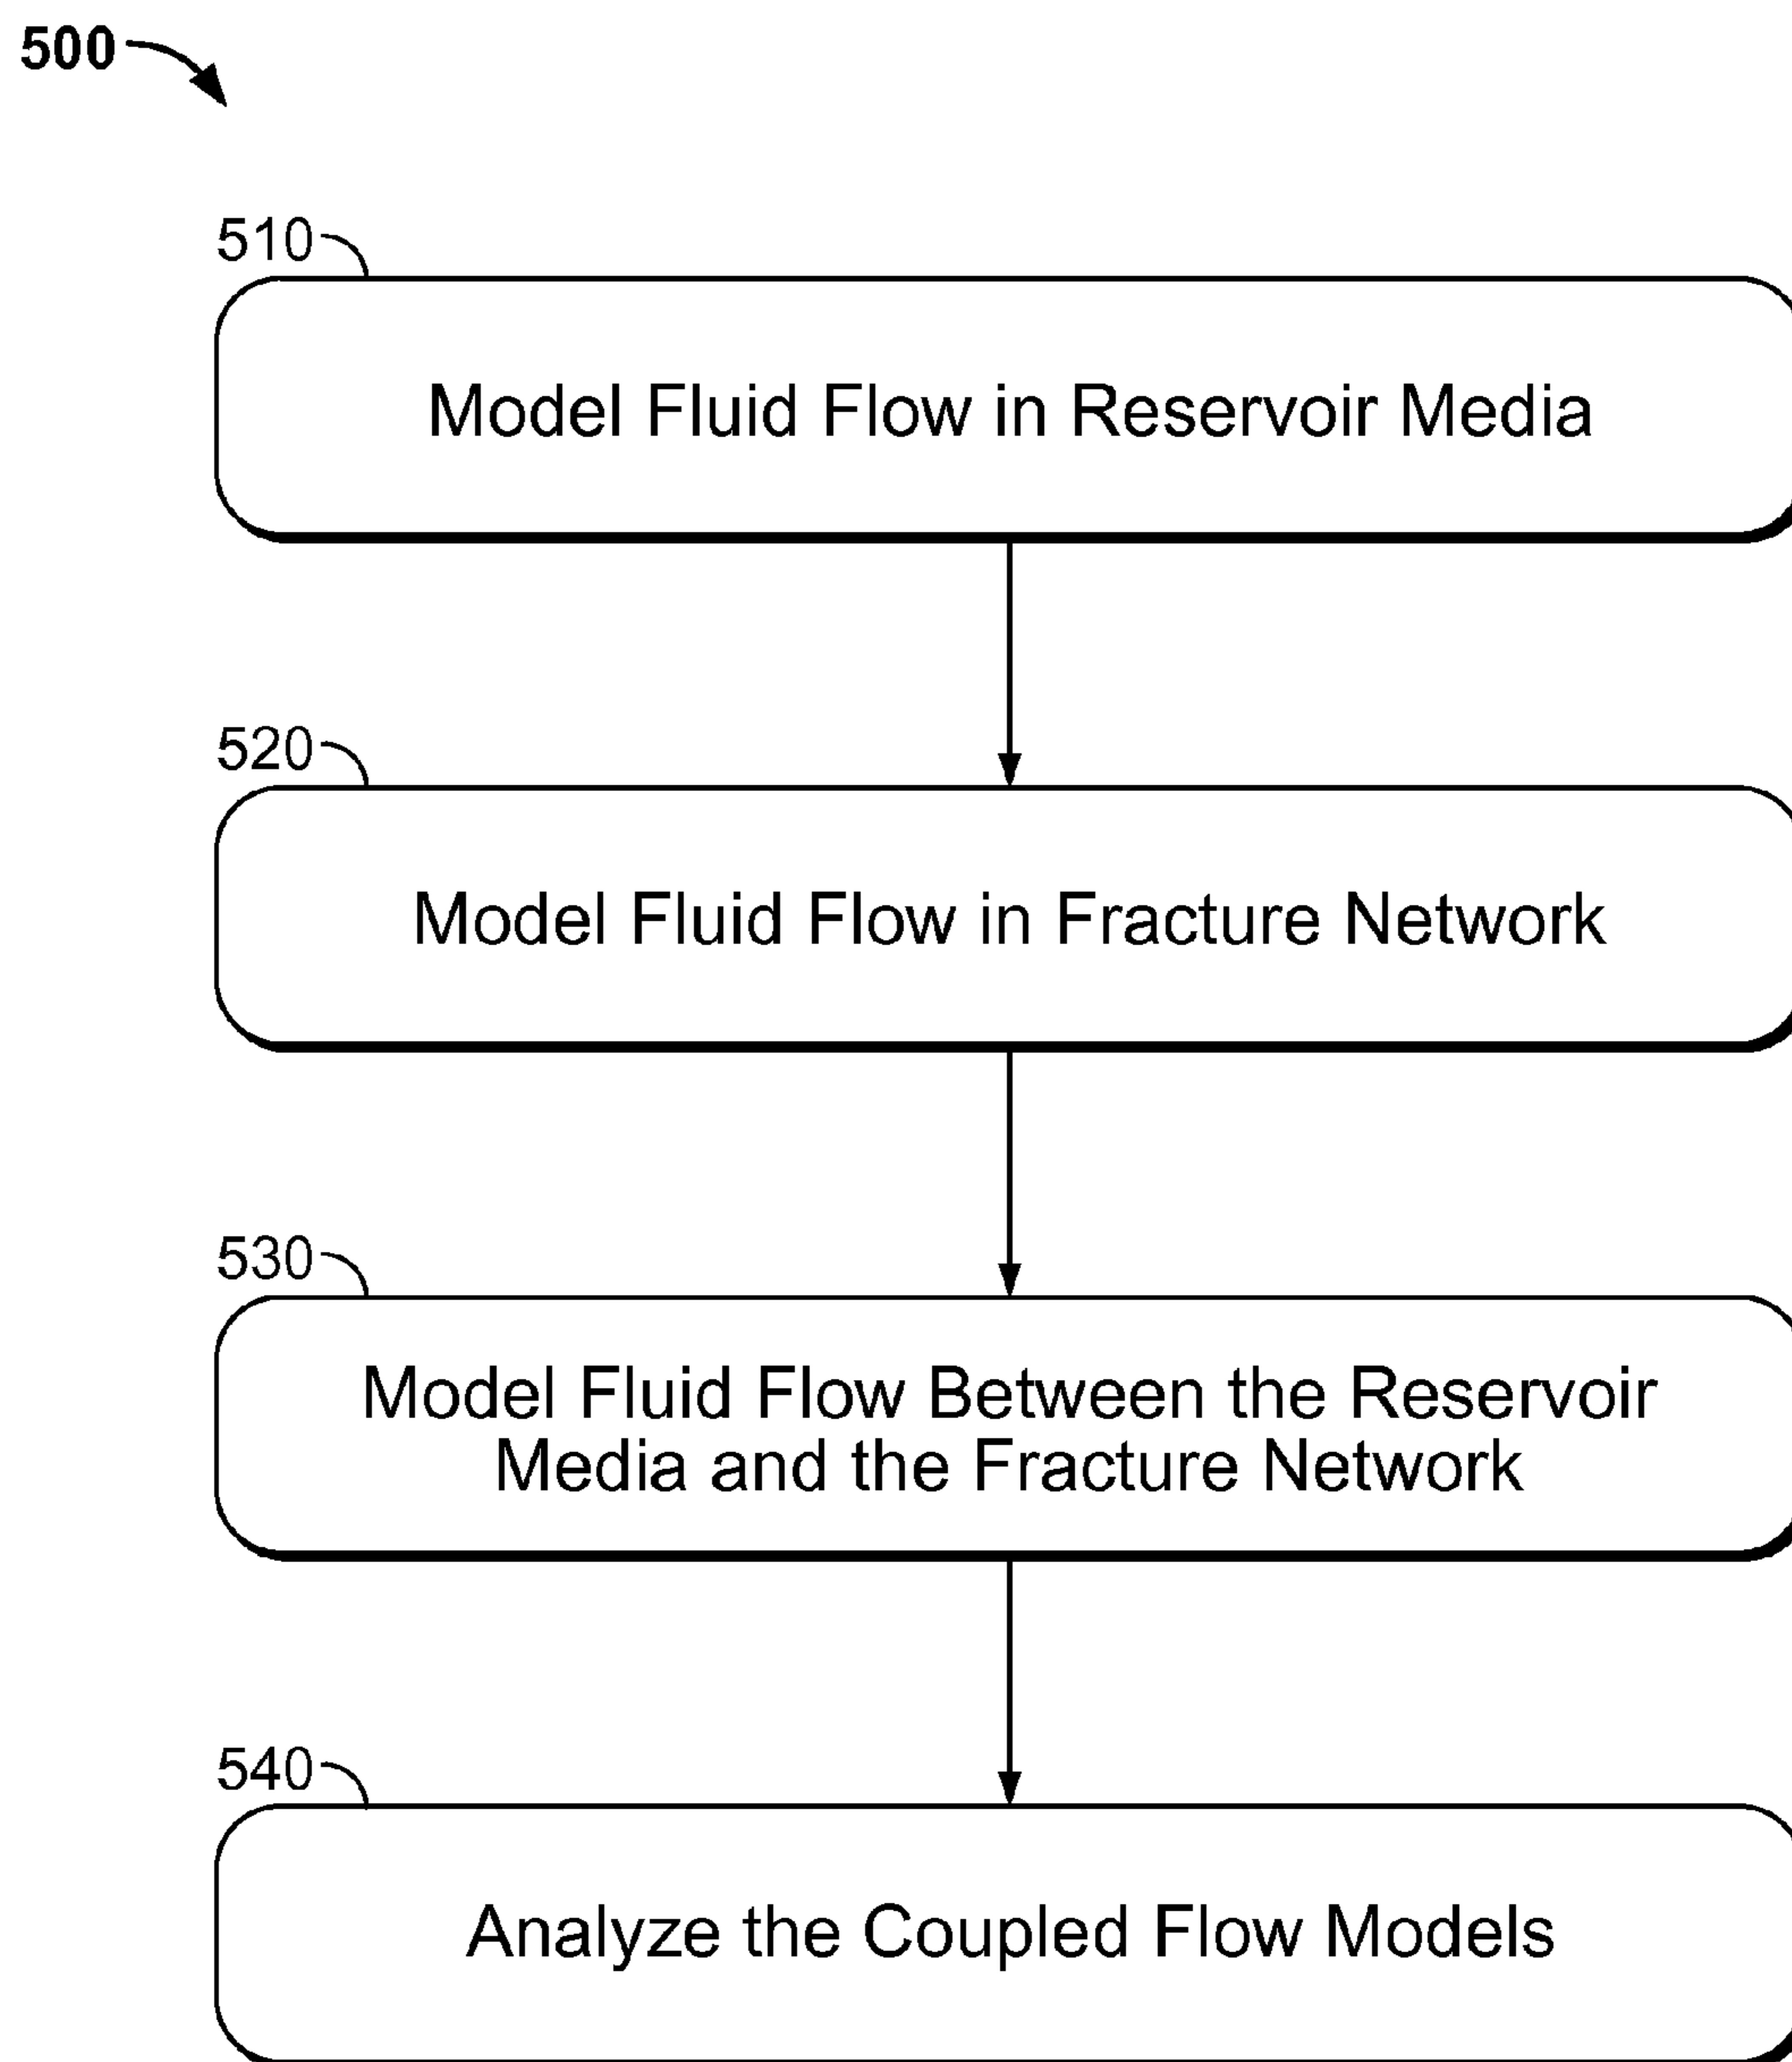 500
510
Model Fluid Flow in Reservoir Media
520
Model Fluid Flow in Fracture Network
530
Model Fluid Flow Between the Reservoir
Media and the Fracture Network
540
Analyze the Coupled Flow Models